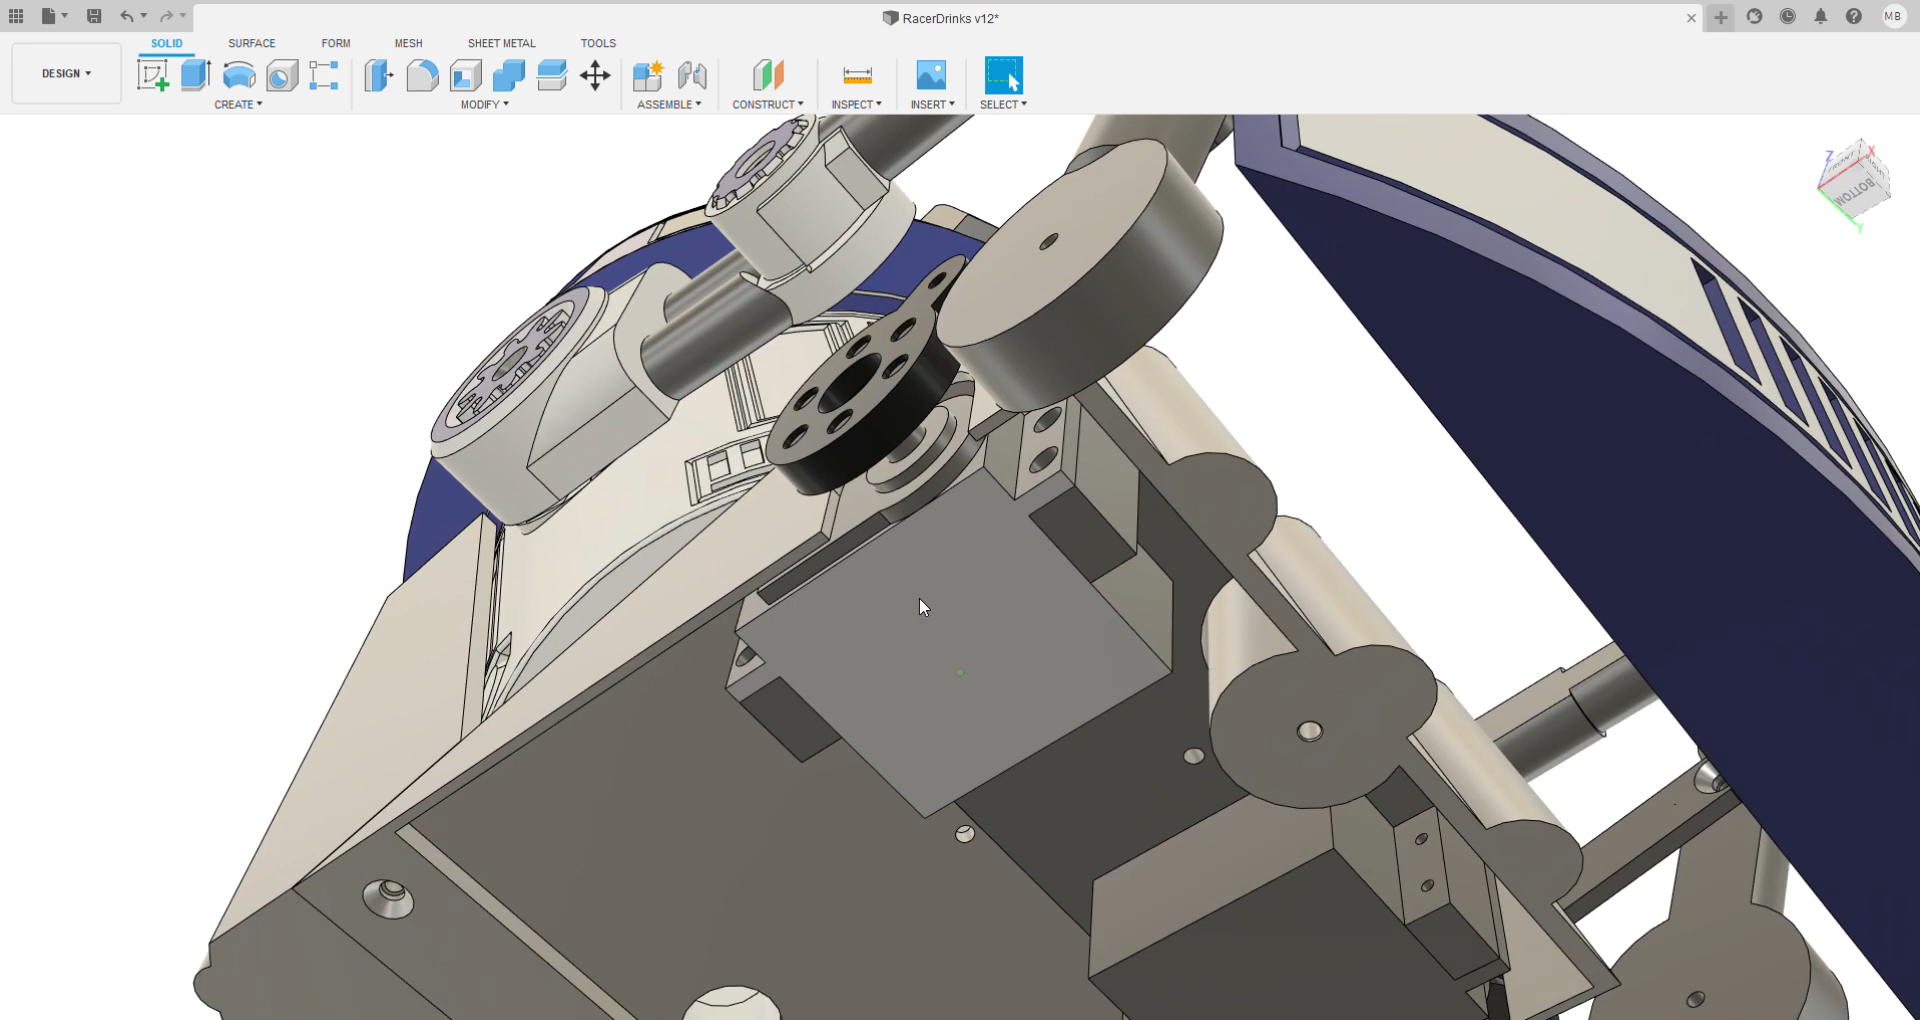 RacerDrinks v12*
MB
SOLID
SURFACE
FORM
MESH
SHEET METAL
TOOLS
DESIGN
CREATE
MODIFY
ASSEMBLE
CONSTRUCT
INSPECT
INSERT
SELECT
Z
X
FRONT
BOTTOM
Y